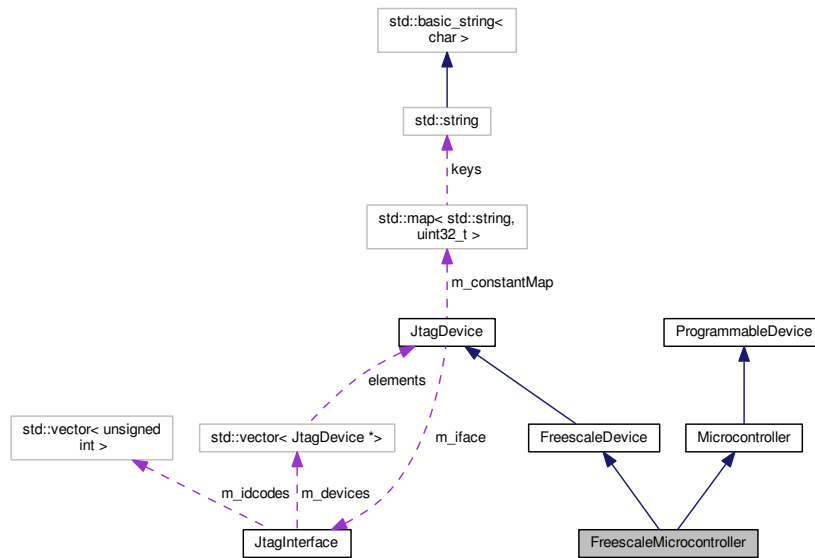 std::basic_string<
char >
std::string
keys
std::map< std::string,
uint32_t >
m_constantMap
JtagDevice
ProgrammableDevice
elements
std::vector< unsigned
int >
std::vector< JtagDevice *>
m_iface
FreescaleDevice
Microcontroller
m_idcodes
m_devices
JtagInterface
FreescaleMicrocontroller